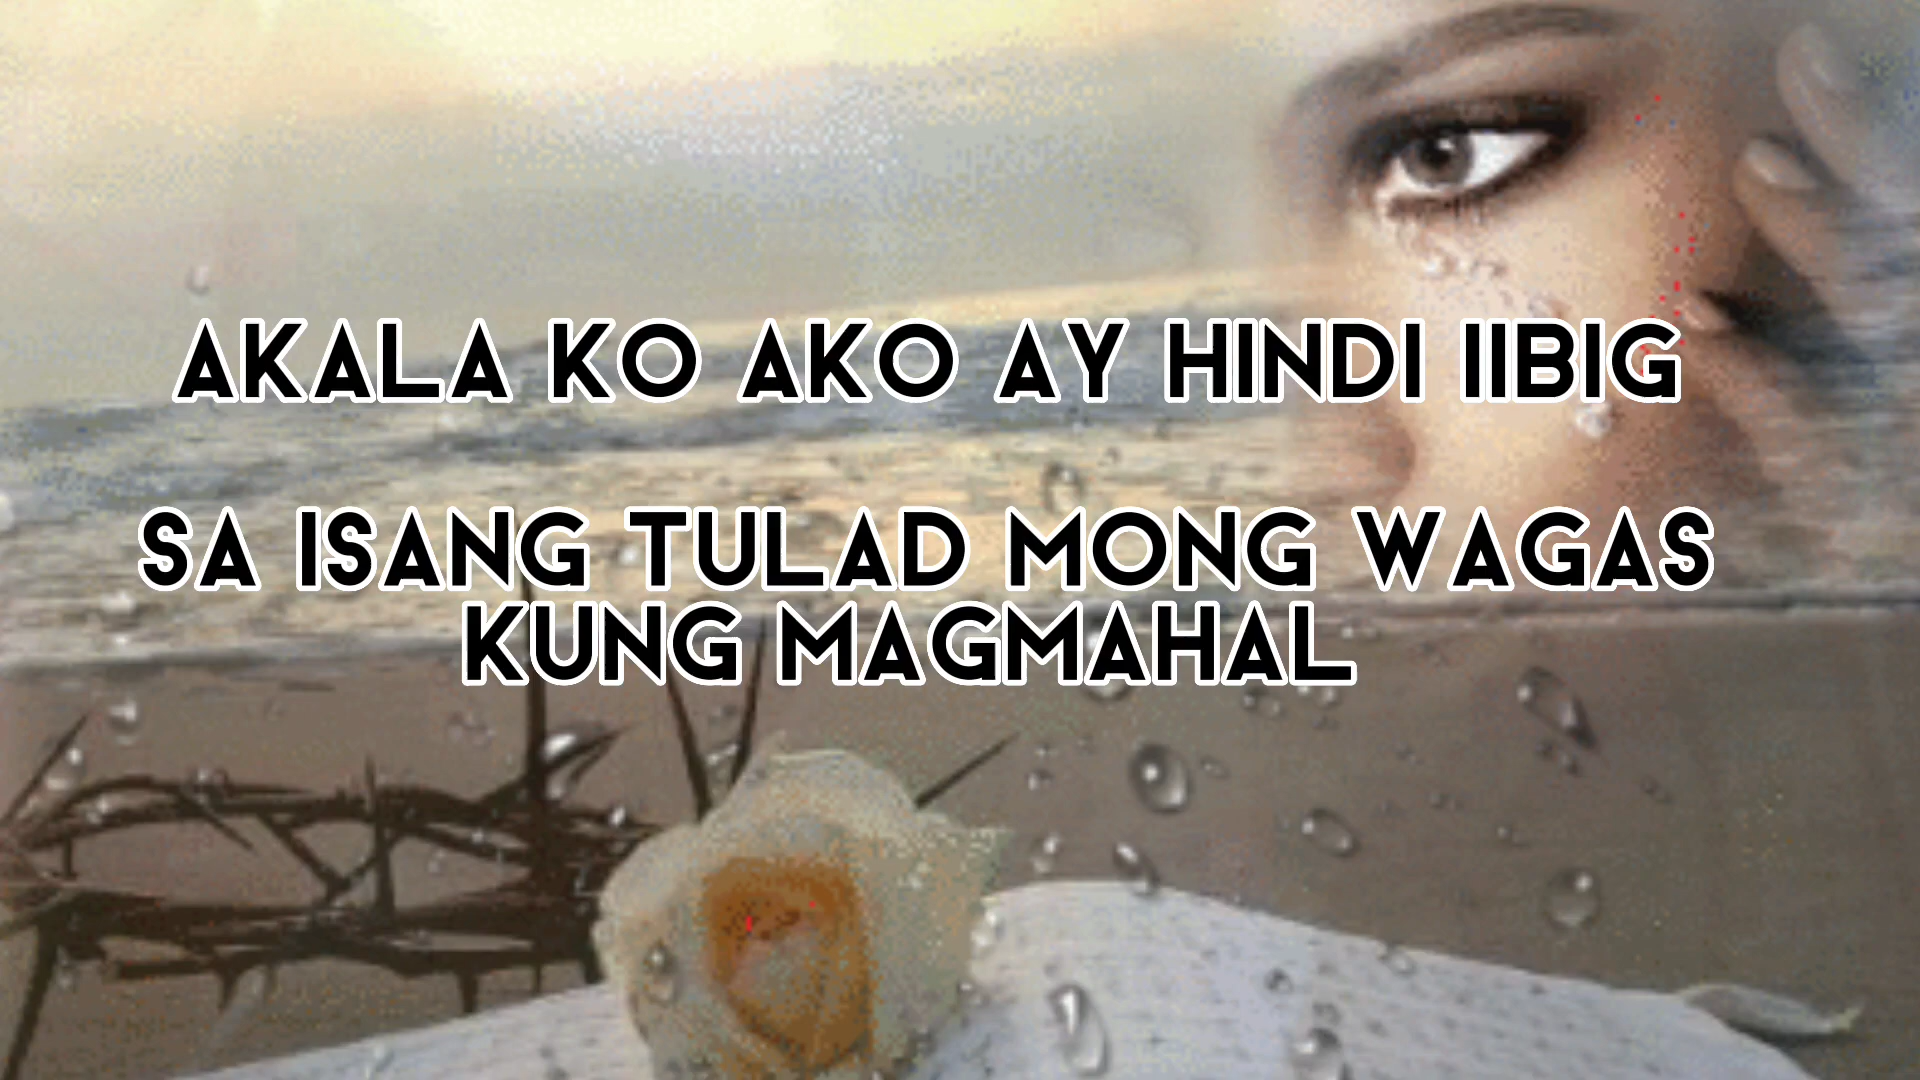 AKALA KO AKO AY HINDI IIBIG
SA ISANG TULAD MONG WAGAS
KUNG MAGMAHAL